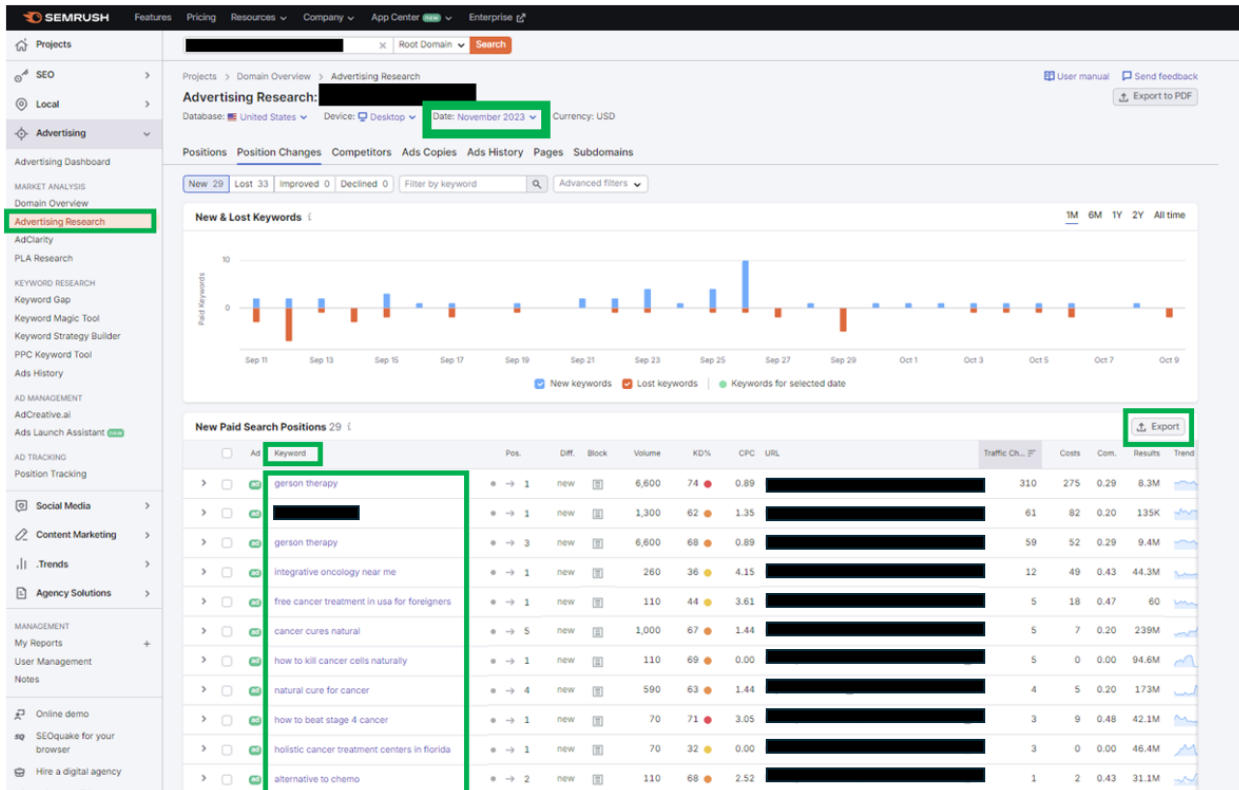 SEMRUSH Features Pricing Resources Company App Center new Enterprise
Projects
SEO
Local
Advertising
Advertising Dashboard
MARKET ANALYSIS
Domain Overview
Advertising Research
AdClarity
PLA Research
KEYWORD RESEARCH
Keyword Gap
Keyword Magic Tool
Keyword Strategy Builder
PPC Keyword Tool
Ads History
AD MANAGEMENT
AdCreative.ai
Ads Launch Assistant new
AD TRACKING
Position Tracking
Social Media
Content Marketing
.Trends
Agency Solutions
MANAGEMENT
My Reports +
User Management
Notes
Online demo
SEOquake for your
browser
Hire a digital agency
× Root Domain Search
Projects > Domain Overview > Advertising Research
User manual Send feedback
Advertising Research:
Export to PDF
Database: United States Device: Desktop Date: November 2023 Currency: USD
Positions Position Changes Competitors Ads Copies Ads History Pages Subdomains
New 29 Lost 33 Improved 0 Declined 0 Filter by keyword Advanced filters
New & Lost Keywords i 1M 6M 1Y 2Y All time
Paid Keywords
10
0
Sep 11 Sep 13 Sep 15 Sep 17 Sep 19 Sep 21 Sep 23 Sep 25 Sep 27 Sep 29 Oct 1 Oct 3 Oct 5 Oct 7 Oct 9
New keywords Lost keywords Keywords for selected date
New Paid Search Positions 29 i Export
Ad Keyword Pos. Diff. Block Volume KD% CPC URL Traffic Ch... Costs Com. Results Trend
ad gerson therapy → 1 new 6,600 74 0.89 310 275 0.29 8.3M
ad → 1 new 1,300 62 1.35 61 82 0.20 135K
ad gerson therapy → 3 new 6,600 68 0.89 59 52 0.29 9.4M
ad integrative oncology near me → 1 new 260 36 4.15 12 49 0.43 44.3M
ad free cancer treatment in usa for foreigners → 1 new 110 44 3.61 5 18 0.47 60
ad cancer cures natural → 5 new 1,000 67 1.44 5 7 0.20 239M
ad how to kill cancer cells naturally → 1 new 110 69 0.00 5 0 0.00 94.6M
ad natural cure for cancer → 4 new 590 63 1.44 4 5 0.20 173M
ad how to beat stage 4 cancer → 1 new 70 71 3.05 3 9 0.48 42.1M
ad holistic cancer treatment centers in florida → 1 new 70 32 0.00 3 0 0.00 46.4M
ad alternative to chemo → 2 new 110 68 2.52 1 2 0.43 31.1M